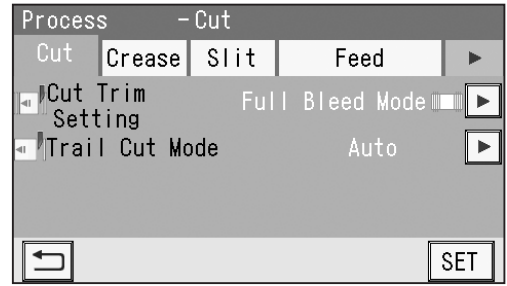 Process - Cut
Cut Crease Slit Feed
Cut Trim Full Bleed Mode
Setting
Trail Cut Mode Auto
SET